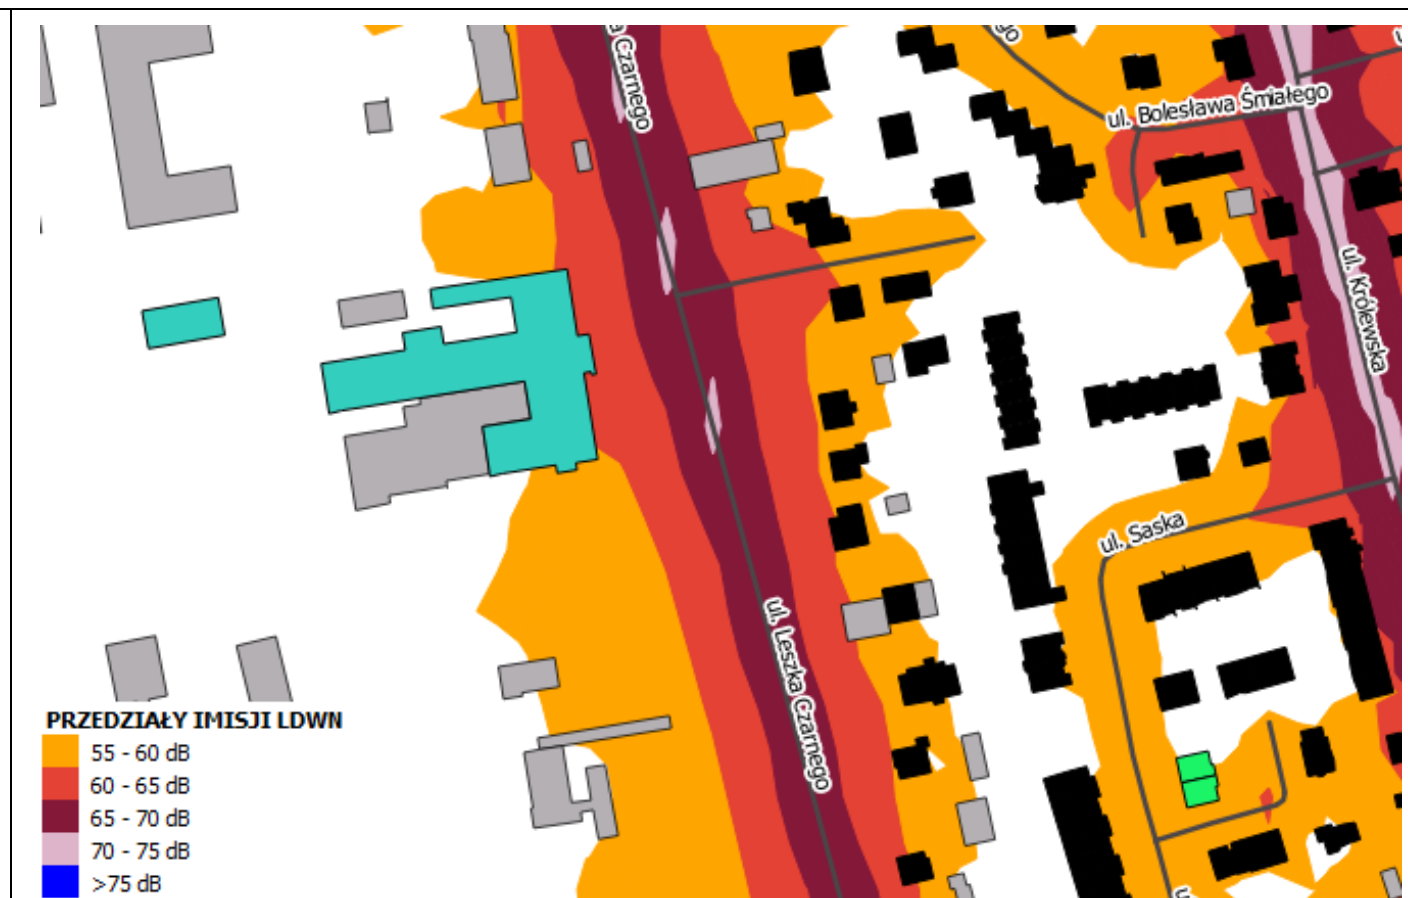 a Czarnego
go
ul. Bolesława Śmiałego
ul. Królewska
ul. Saska
ul. Leszka Czarnego
PRZEDZIAŁY IMISJI LDWN
55 - 60 dB
60 - 65 dB
65 - 70 dB
70 - 75 dB
>75 dB